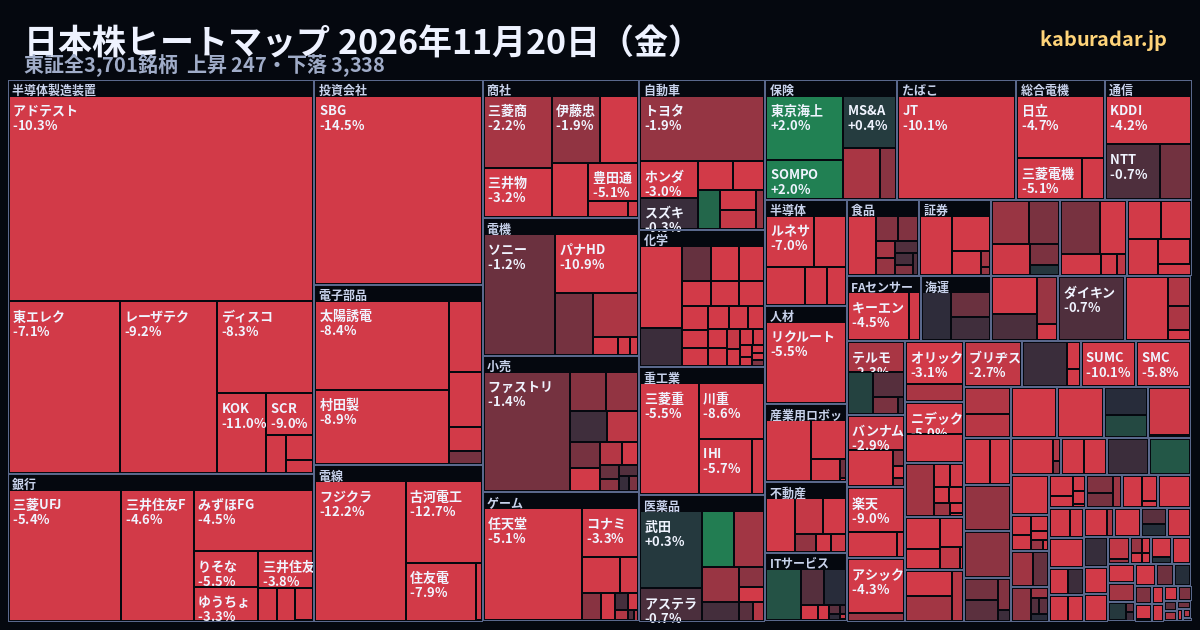 日本株ヒートマップ 2026年11月20日（金）
kaburadar.jp
東証全3,701銘柄 上昇 247・下落 3,338
半導体製造装置
アドテスト
-10.3%
東エレク
-7.1%
レーザテク
-9.2%
ディスコ
-8.3%
KOK
-11.0%
SCR
-9.0%
銀行
三菱UFJ
-5.4%
三井住友F
-4.6%
みずほFG
-4.5%
りそな
-5.5%
三井住友
-3.8%
ゆうちょ
-3.3%
投資会社
SBG
-14.5%
電子部品
太陽誘電
-8.4%
村田製
-8.9%
電線
フジクラ
-12.2%
古河電工
-12.7%
住友電
-7.9%
商社
三菱商
-2.2%
伊藤忠
-1.9%
三井物
-3.2%
豊田通
-5.1%
電機
ソニー
-1.2%
パナHD
-10.9%
小売
ファストリ
-1.4%
ゲーム
任天堂
-5.1%
コナミ
-3.3%
自動車
トヨタ
-1.9%
ホンダ
-3.0%
スズキ
-0.3%
化学
重工業
三菱重
-5.5%
川重
-8.6%
IHI
-5.7%
医薬品
武田
+0.3%
アステラ
-0.7%
保険
東京海上
+2.0%
MS&A
+0.4%
SOMPO
+2.0%
半導体
ルネサ
-7.0%
人材
リクルート
-5.5%
産業用ロボッ
不動産
ITサービス
たばこ
JT
-10.1%
総合電機
日立
-4.7%
三菱電機
-5.1%
通信
KDDI
-4.2%
NTT
-0.7%
食品
証券
FAセンサー
キーエン
-4.5%
海運
ダイキン
-0.7%
テルモ
-2.3%
オリック
-3.1%
ブリヂス
-2.7%
SUMC
-10.1%
SMC
-5.8%
バンナム
-2.9%
ニデック
-5.0%
楽天
-9.0%
アシック
-4.3%